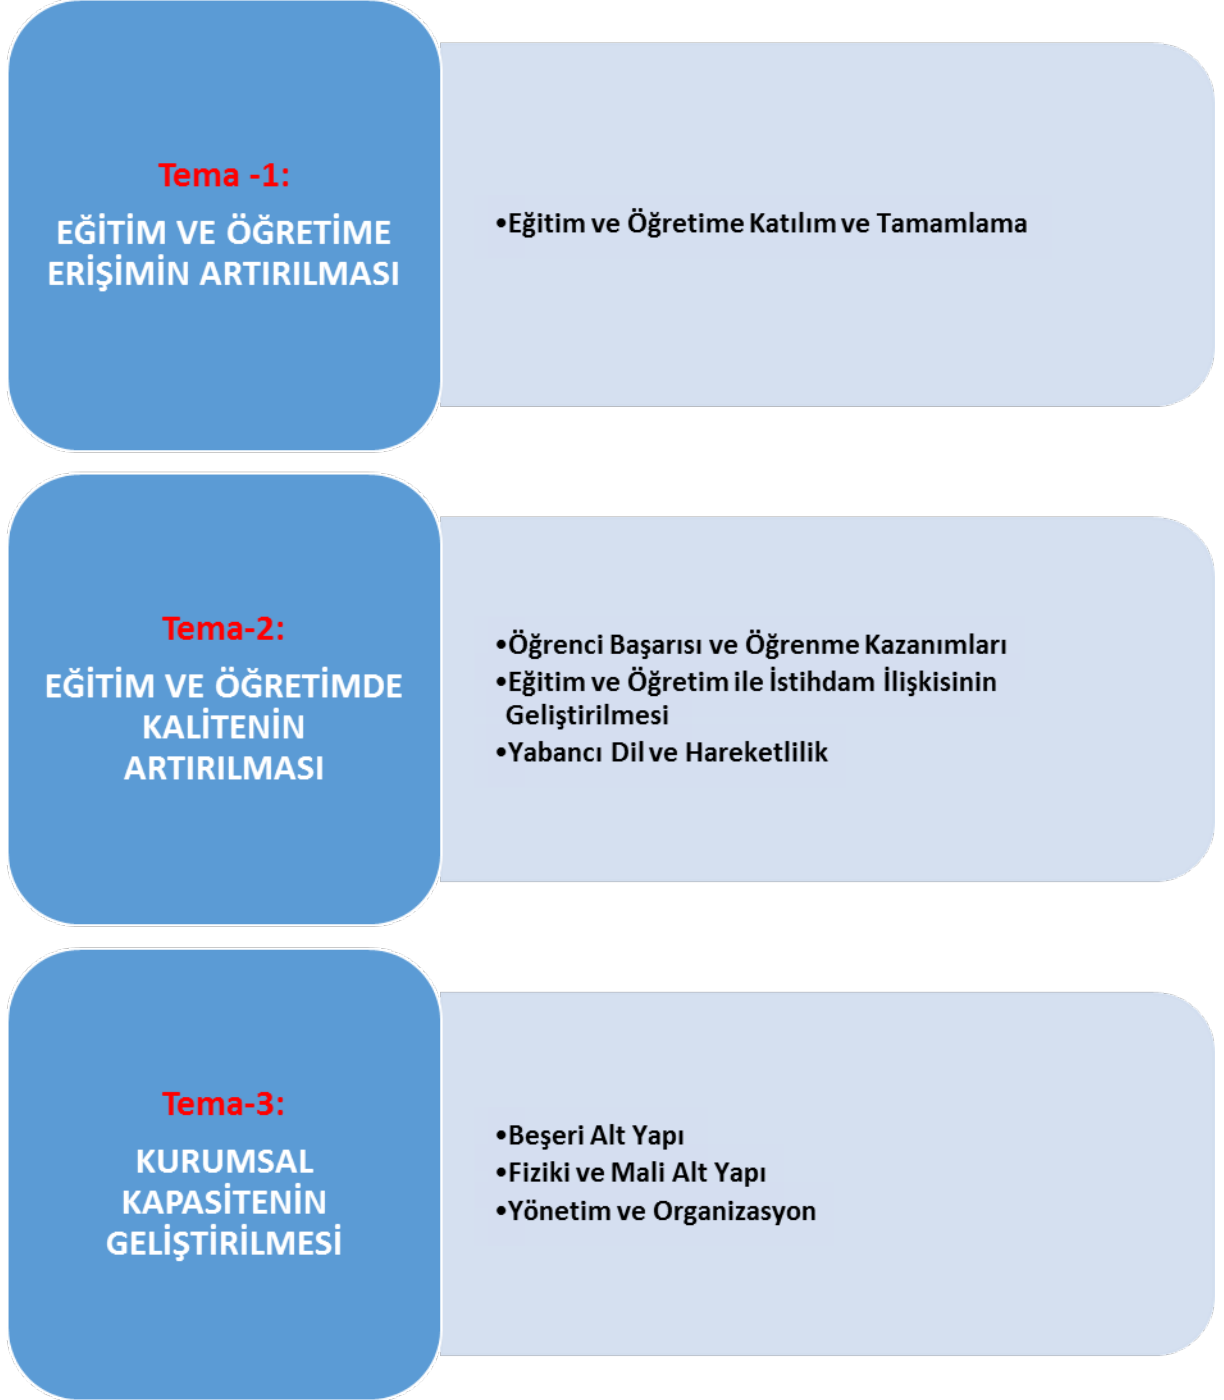 Tema -1:
EĞİTİM VE ÖĞRETİME
ERİŞİMİN ARTIRILMASI
•Eğitim ve Öğretime Katılım ve Tamamlama
Tema-2:
EĞİTİM VE ÖĞRETİMDE
KALİTENİN
ARTIRILMASI
•Öğrenci Başarısı ve Öğrenme Kazanımları
•Eğitim ve Öğretim ile İstihdam İlişkisinin
Geliştirilmesi
•Yabancı Dil ve Hareketlilik
Tema-3:
KURUMSAL
KAPASİTENİN
GELİŞTİRİLMESİ
•Beşeri Alt Yapı
•Fiziki ve Mali Alt Yapı
•Yönetim ve Organizasyon